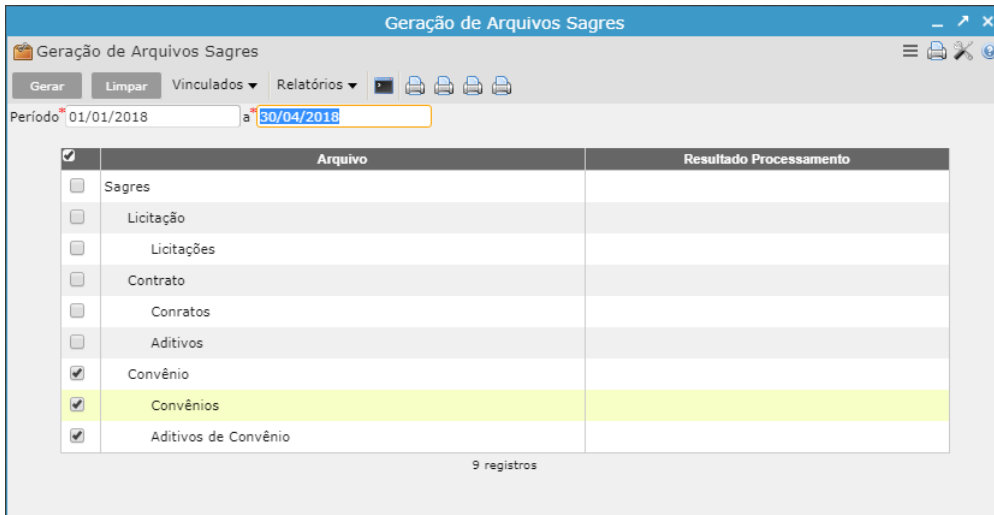 Geração de Arquivos Sagres
Geração de Arquivos Sagres
Gerar Limpar Vinculados Relatórios
Período* 01/01/2018 a* 30/04/2018
Arquivo Resultado Processamento
Sagres
Licitação
Licitações
Contrato
Conratos
Aditivos
Convênio
Convênios
Aditivos de Convênio
9 registros